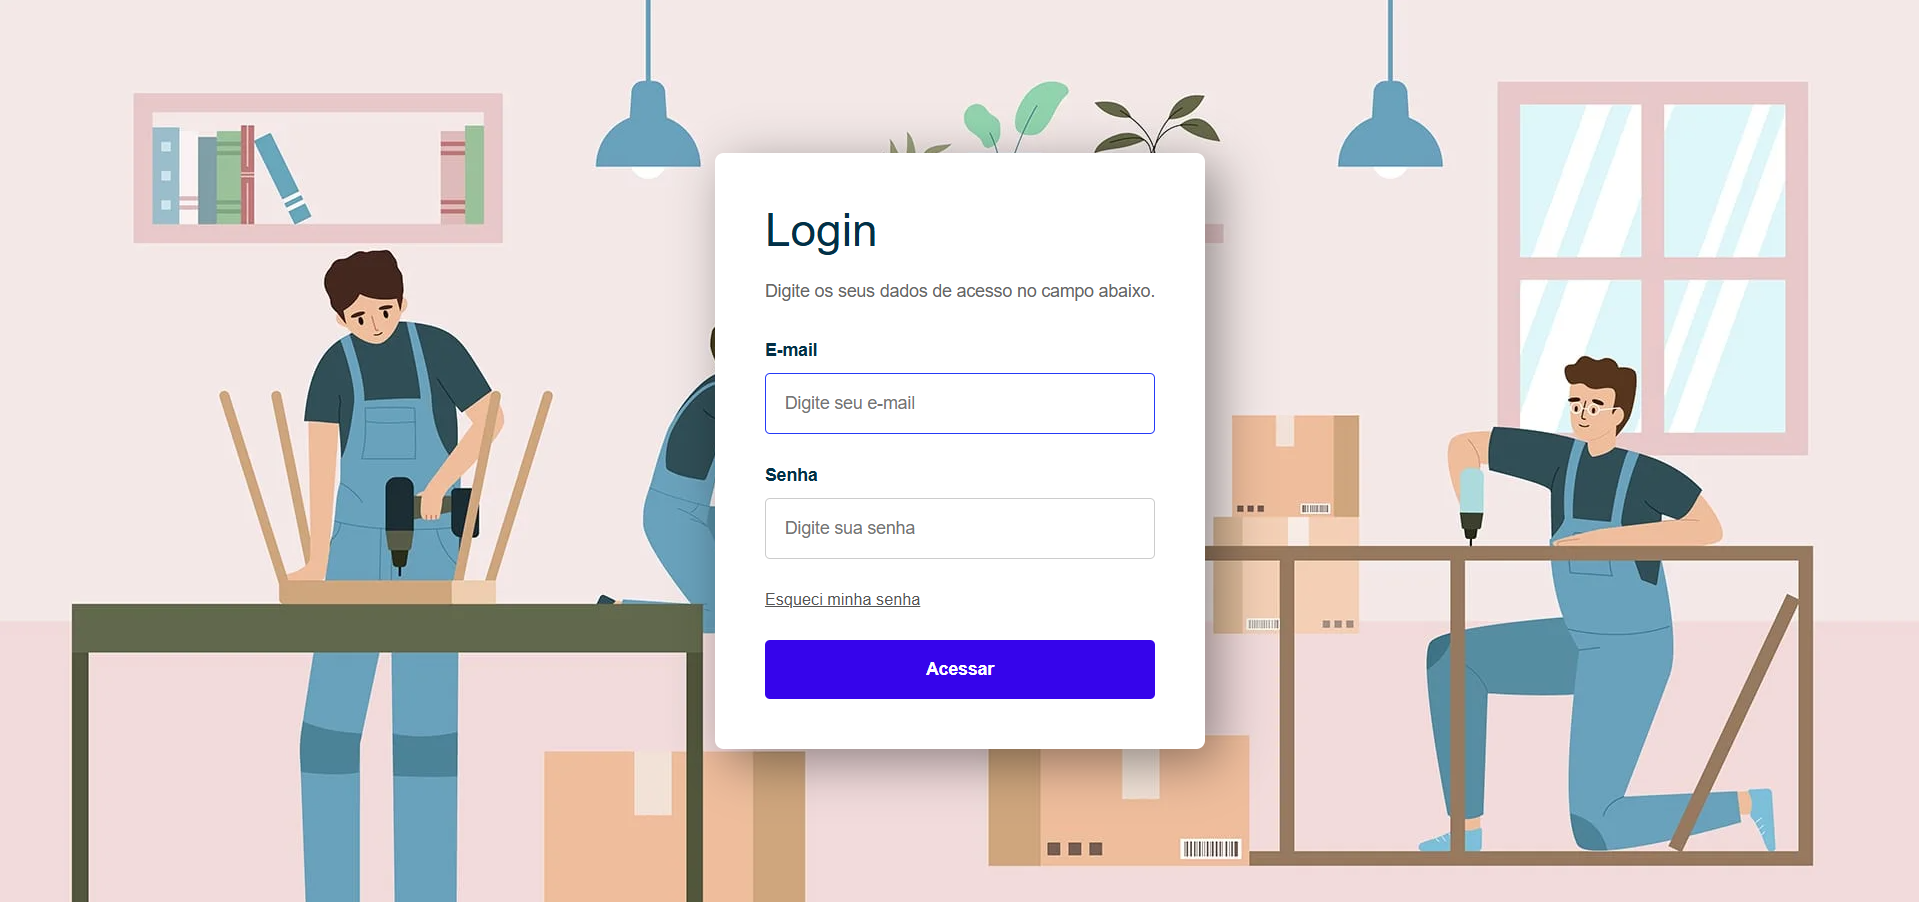 Login
Digite os seus dados de acesso no campo abaixo.
E-mail
Digite seu e-mail
Senha
Digite sua senha
Esqueci minha senha
Acessar